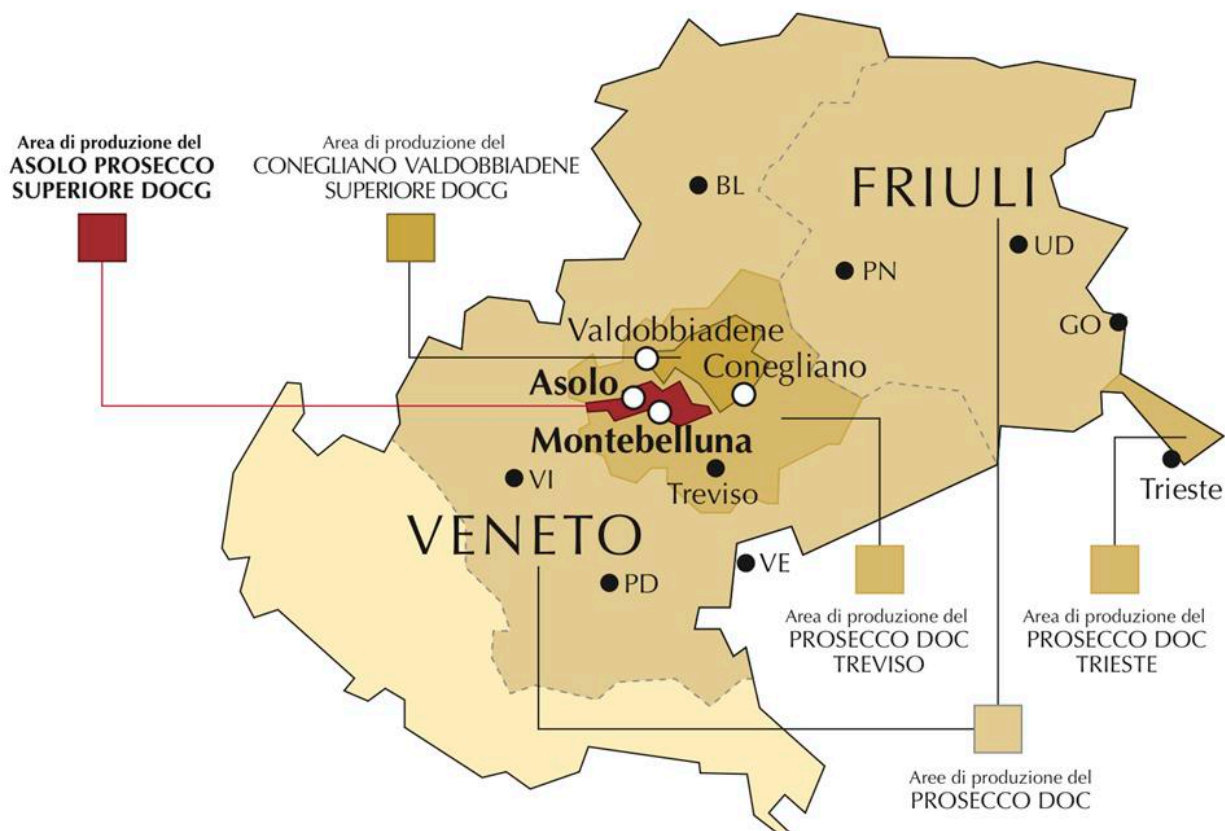 Area di produzione del
ASOLO PROSECCO
SUPERIORE DOCG
Area di produzione del
CONEGLIANO VALDOBBIADENE
SUPERIORE DOCG
BL
FRIULI
UD
PN
GO
Valdobbiadene
Conegliano
Asolo
Montebelluna
Treviso
Trieste
VI
VENETO
VE
PD
Area di produzione del
PROSECCO DOC
TREVISO
Area di produzione del
PROSECCO DOC
TRIESTE
Aree di produzione del
PROSECCO DOC